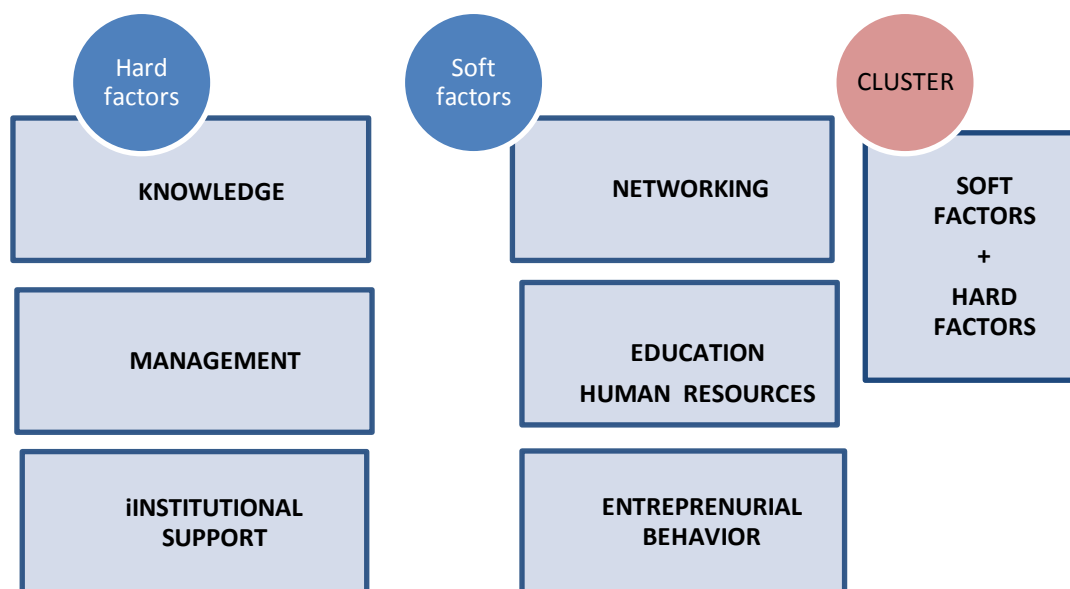 Hard
factors
KNOWLEDGE
MANAGEMENT
iINSTITUTIONAL
SUPPORT
Soft
factors
NETWORKING
EDUCATION
HUMAN RESOURCES
ENTREPRENURIAL
BEHAVIOR
CLUSTER
SOFT
FACTORS
+
HARD
FACTORS